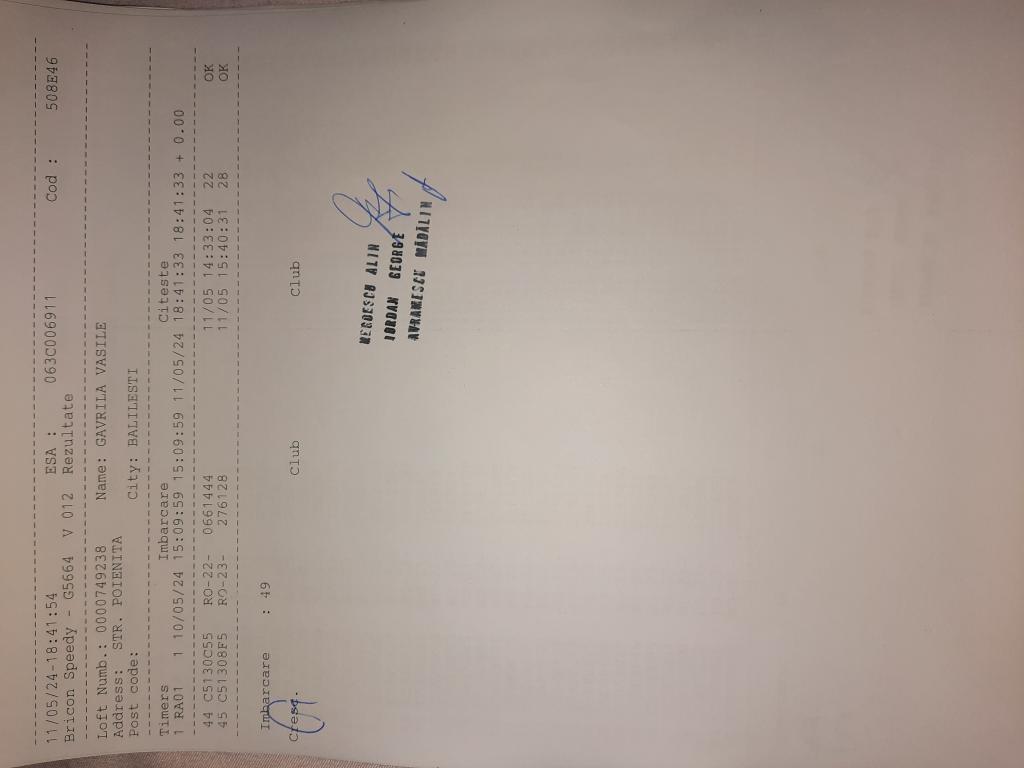 11/05/24-18:41:54 ESA : 063C006911 Cod : 508E46
Bricon Speedy - G5664 V 012 Rezultate
Loft Numb.: 0000749238 Name: GAVRILA VASILE
Address: STR. POIENITA
Post code: City: BALILESTI
Timers Imbarcare Citeste
1 RA01 1 10/05/24 15:09:59 15:09:59 11/05/24 18:41:33 18:41:33 + 0.00
44 C5130C55 RO-22- 0661444 11/05 14:33:04 22 OK
45 C51308F5 RO-23- 276128 11/05 15:40:31 28 OK
Imbarcare : 49
Cresc. Club Club
NEGOESCU ALIN
IORDAN GEORGE
AVRAMESCU MĂDĂLIN